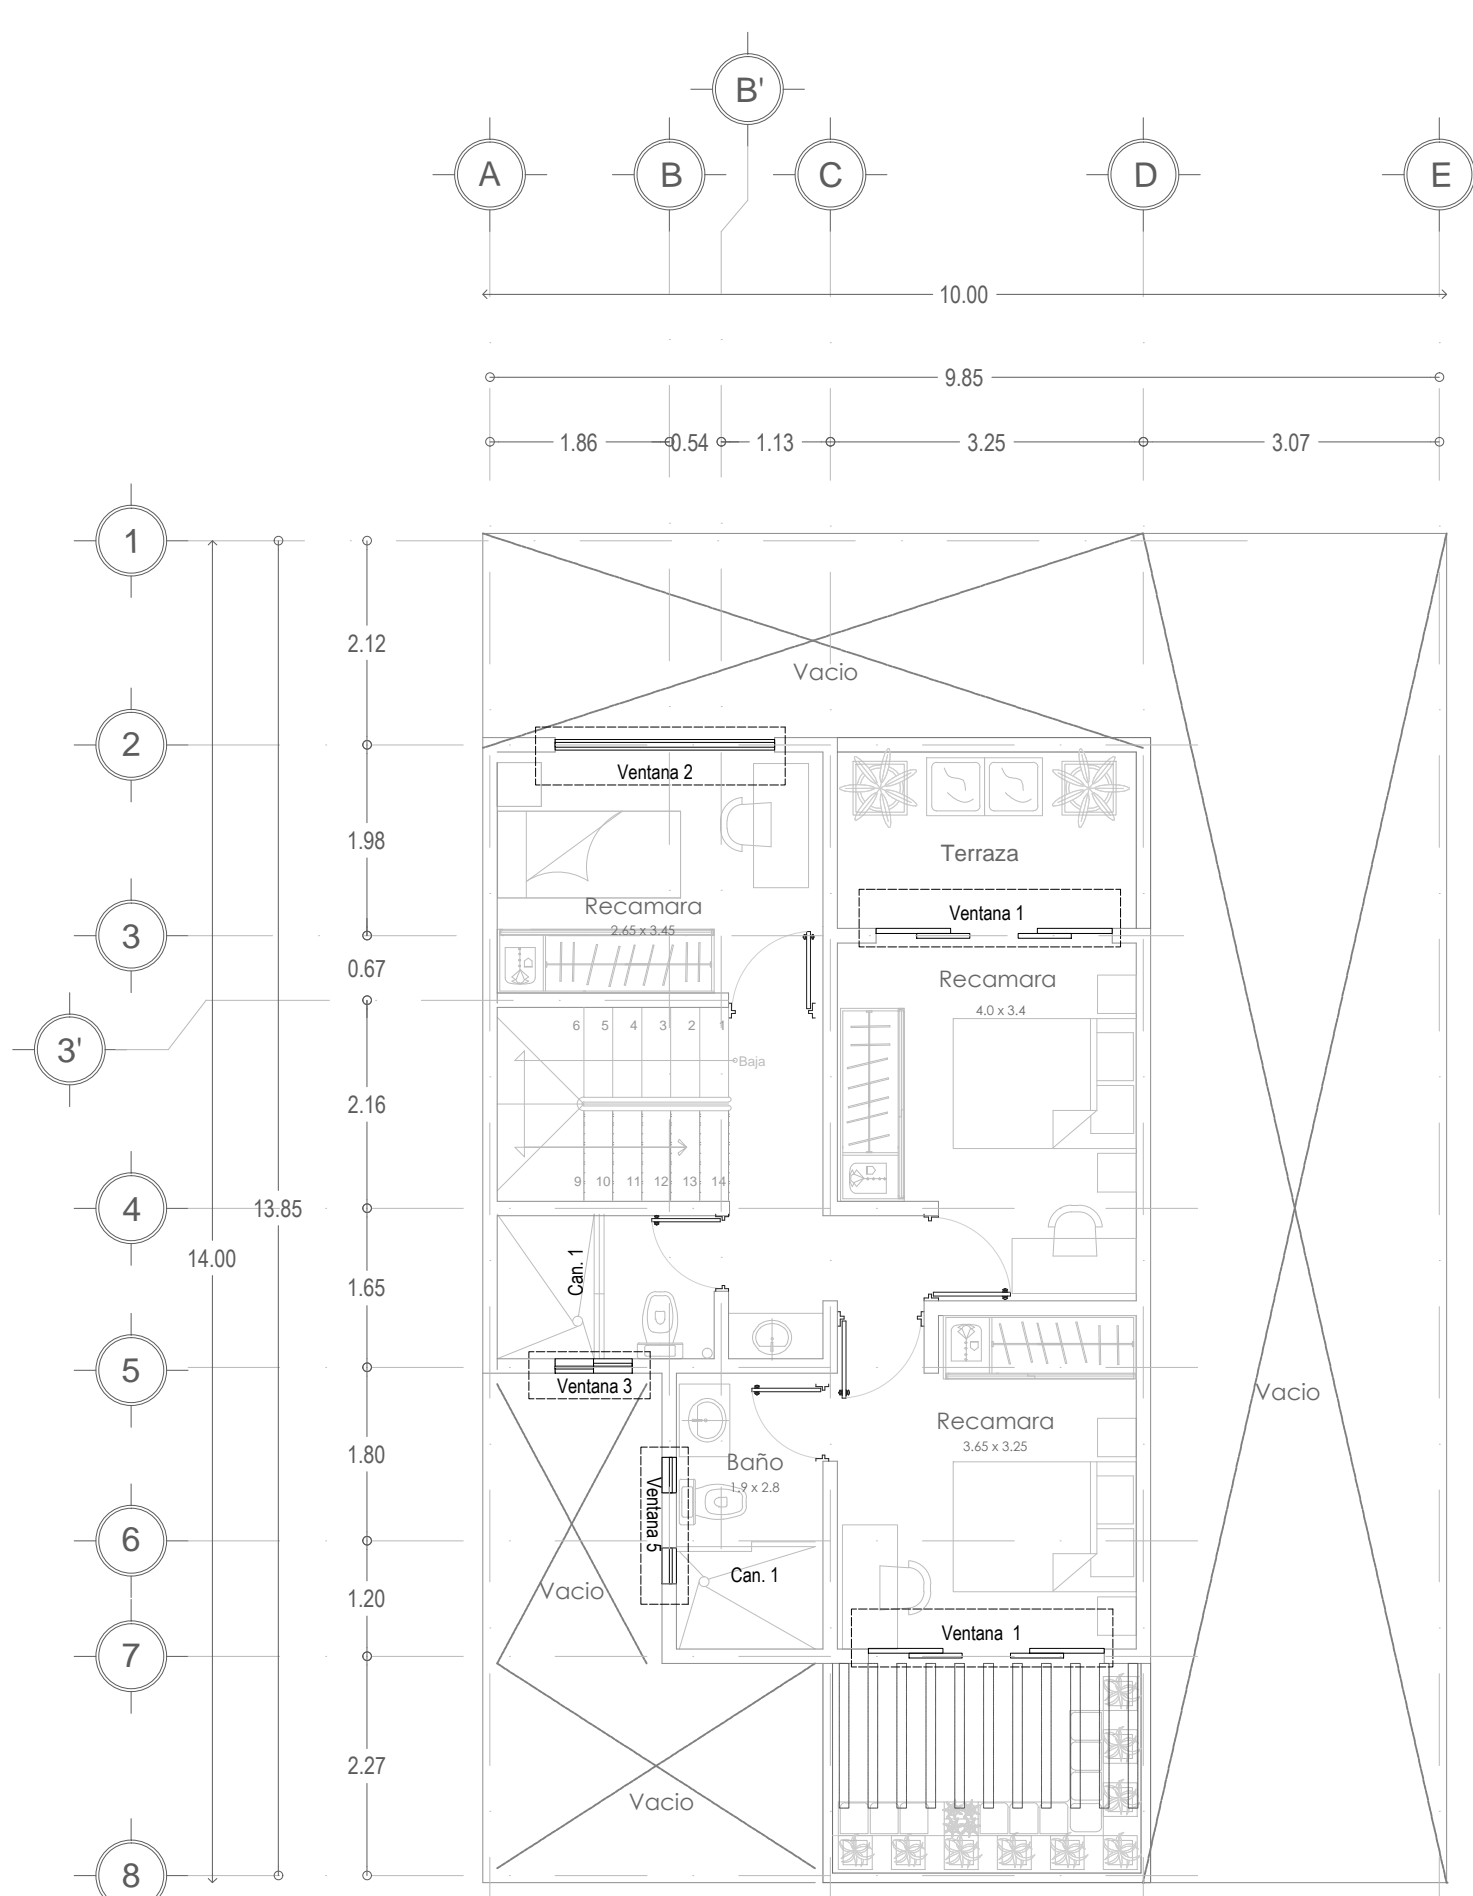 B'
A B C D E
10.00
9.85
1.86 0.54 1.13 3.25 3.07
1
2.12
Vacio
2
Ventana 2
1.98
Terraza
Recamara
2.65 x 3.45
Ventana 1
3
0.67
Recamara
4.0 x 3.4
6 5 4 3 2 1
3'
Baja
2.16
9 10 11 12 13 14
4
13.85
14.00
Can. 1
1.65
5
Ventana 3
Vacio
Recamara
3.65 x 3.25
1.80
Baño
1.9 x 2.8
Ventana 5
6
Can. 1
Vacio
1.20
Ventana 1
7
2.27
Vacio
8